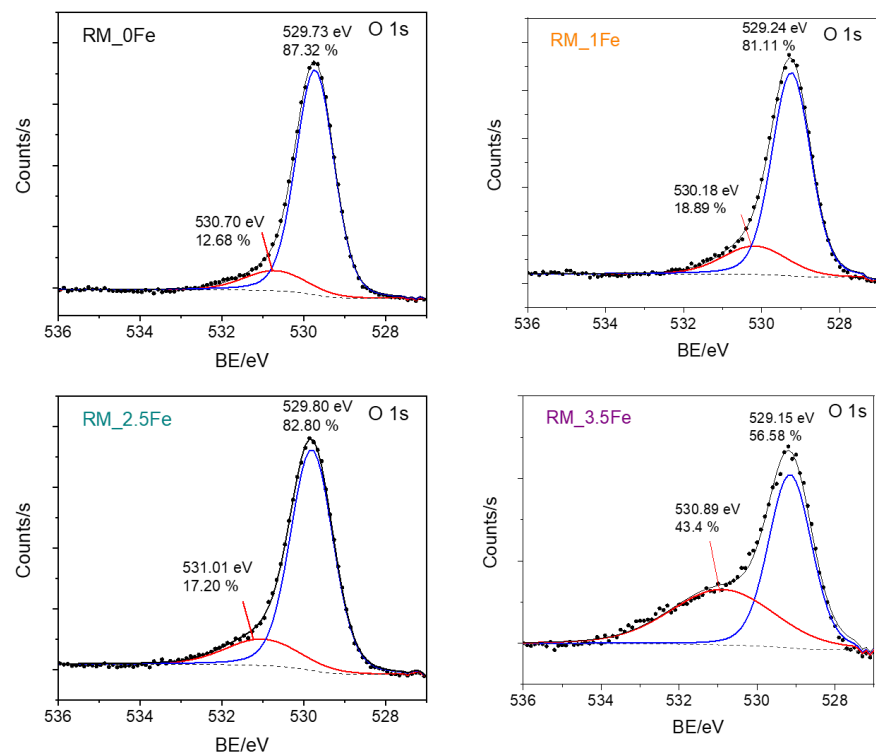 RM_0Fe
529.73 eV
87.32 %
O 1s
530.70 eV
12.68 %
Counts/s
536 534 532 530 528
BE/eV
RM_1Fe
529.24 eV
81.11 %
O 1s
530.18 eV
18.89 %
Counts/s
536 534 532 530 528
BE/eV
RM_2.5Fe
529.80 eV
82.80 %
O 1s
531.01 eV
17.20 %
Counts/s
536 534 532 530 528
BE/eV
RM_3.5Fe
529.15 eV
56.58 %
O 1s
530.89 eV
43.4 %
Counts/s
536 534 532 530 528
BE/eV